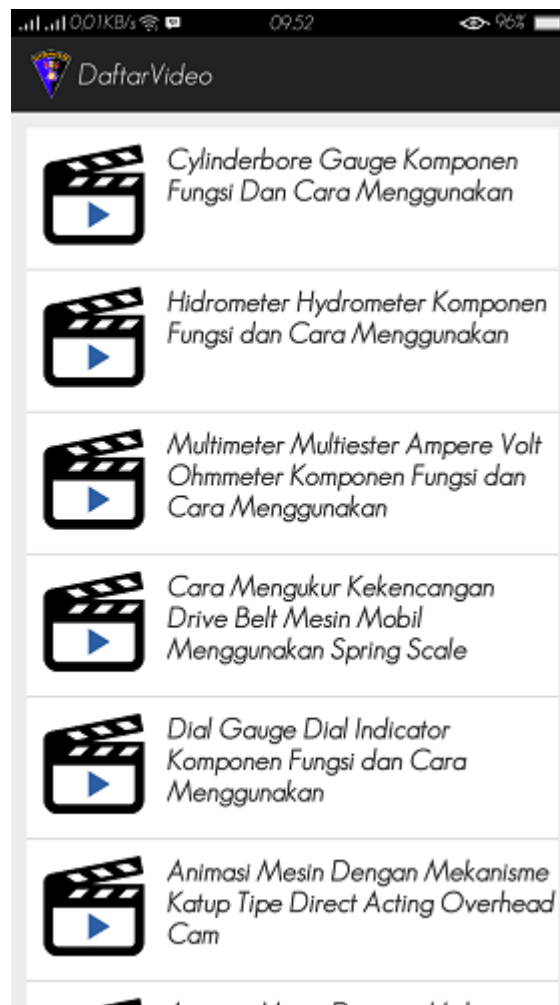 0,01KB/s
09.52
96%
DaftarVideo
Cylinderbore Gauge Komponen
Fungsi Dan Cara Menggunakan
Hidrometer Hydrometer Komponen
Fungsi dan Cara Menggunakan
Multimeter Multiester Ampere Volt
Ohmmeter Komponen Fungsi dan
Cara Menggunakan
Cara Mengukur Kekencangan
Drive Belt Mesin Mobil
Menggunakan Spring Scale
Dial Gauge Dial Indicator
Komponen Fungsi dan Cara
Menggunakan
Animasi Mesin Dengan Mekanisme
Katup Tipe Direct Acting Overhead
Cam